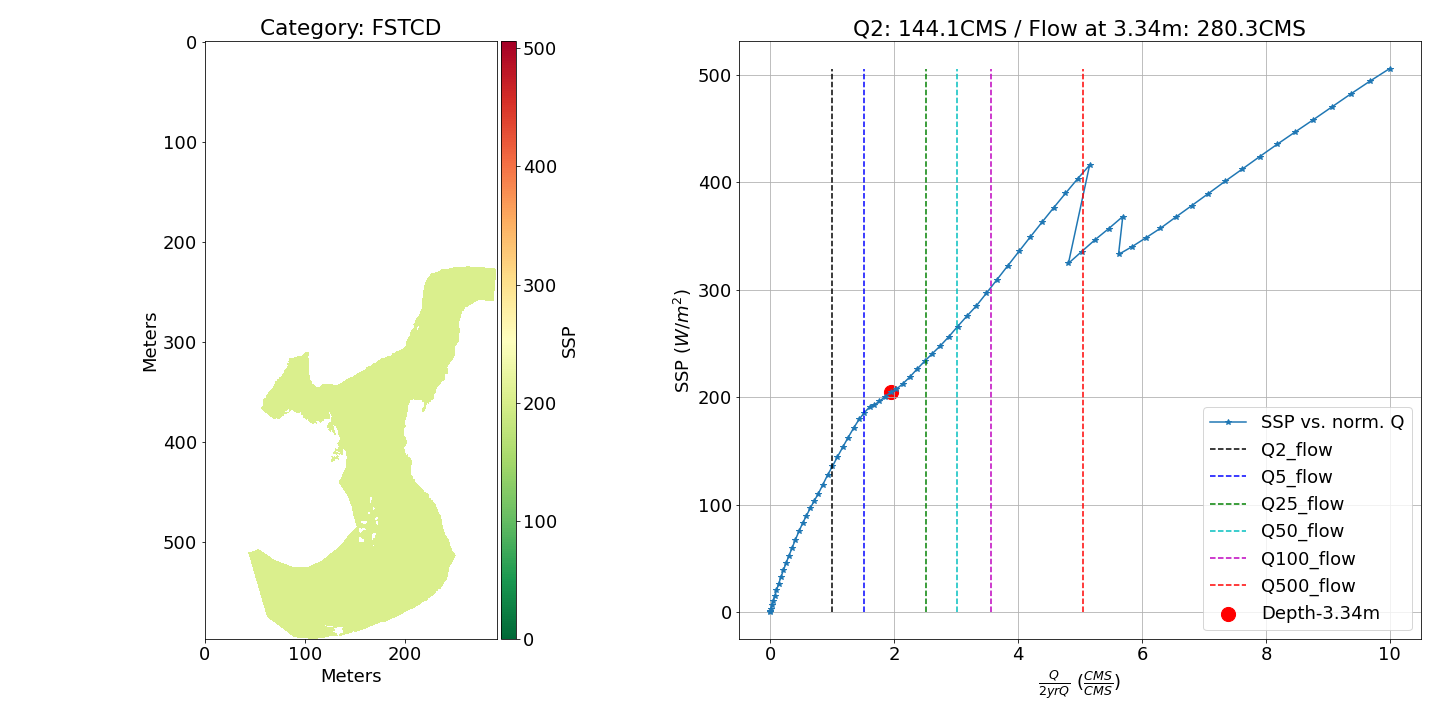 Category: FSTCD
0
100
200
300
400
500
Meters
0
100
200
Meters
500
400
300
200
100
0
SSP
Q2: 144.1CMS / Flow at 3.34m: 280.3CMS
500
400
300
200
100
0
SSP (W/m²)
0
2
4
6
8
10
Q/2yrQ (CMS/CMS)
SSP vs. norm. Q
Q2_flow
Q5_flow
Q25_flow
Q50_flow
Q100_flow
Q500_flow
Depth-3.34m